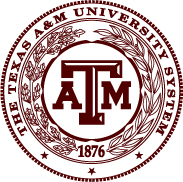 THE TEXAS A&M UNIVERSITY SYSTEM
ATM
1876